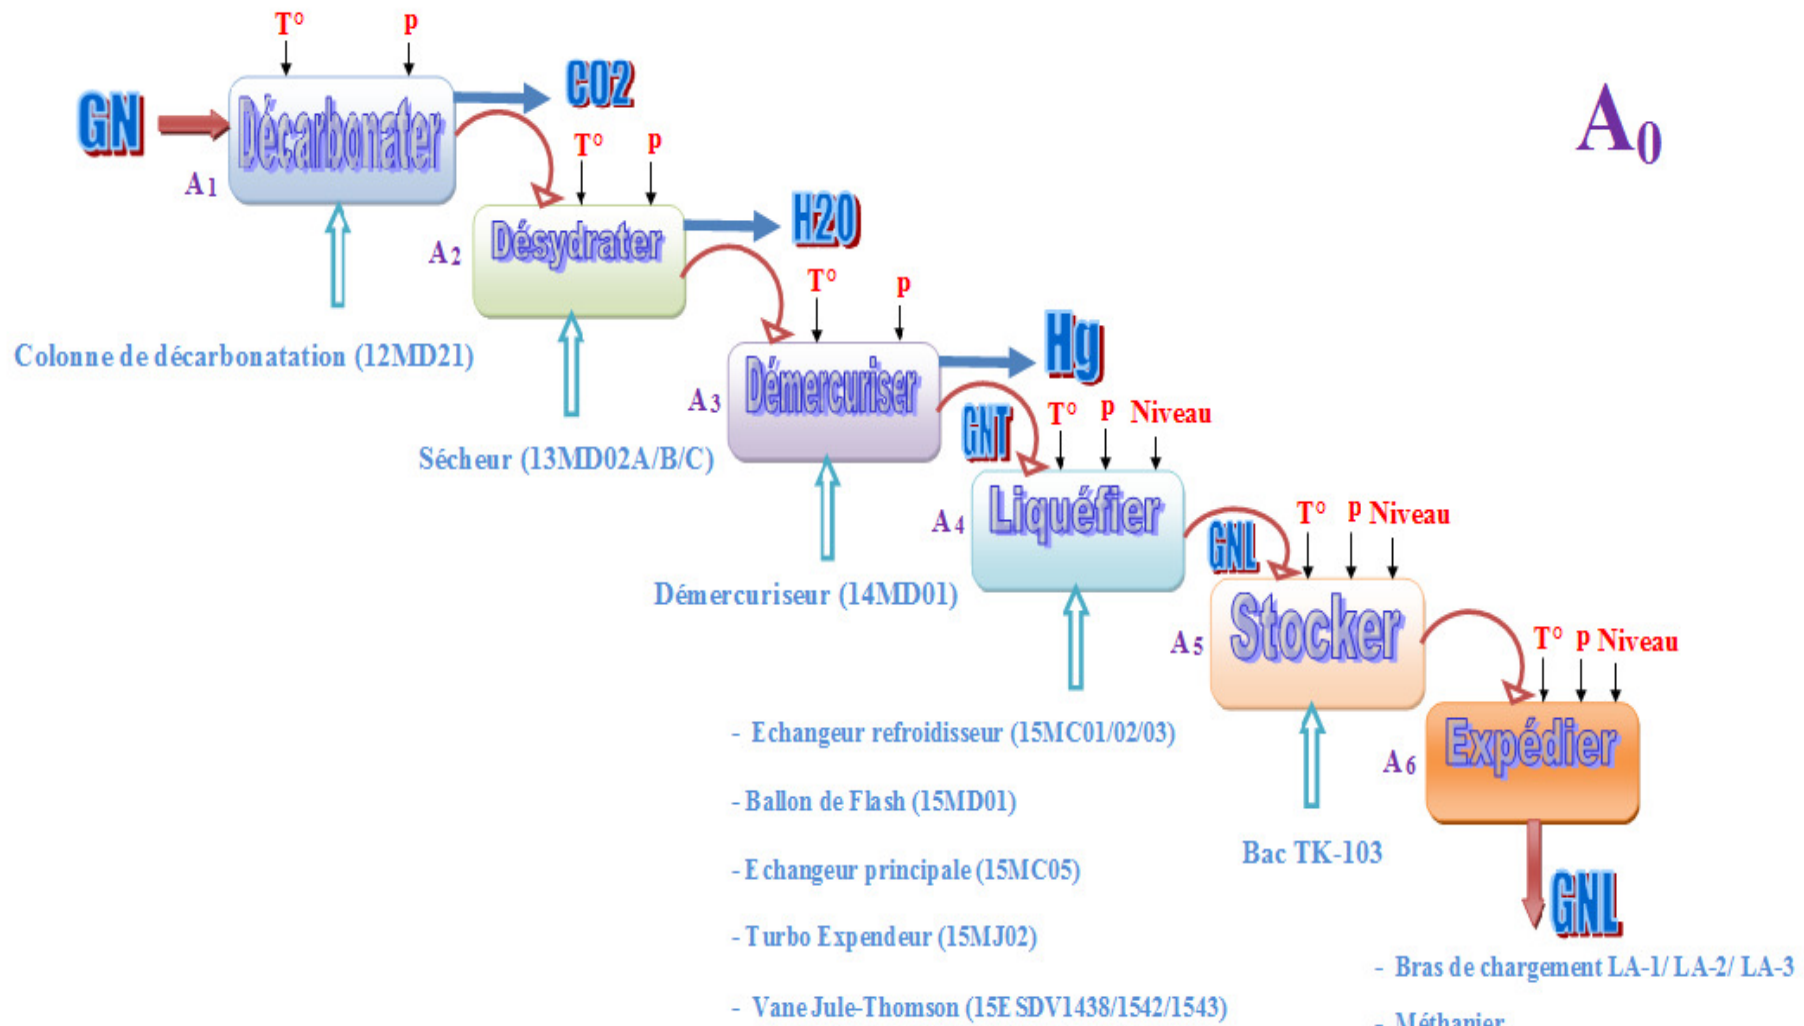 T° p
GN
Décarbonater
CO2
A0
A1
T° p
Désydrater
H2O
A2
Colonne de décarbonatation (12MD21)
T° p
Démercuriser
Hg
A3
Sécheur (13MD02A/B/C)
GNT
T° p Niveau
Liquéfier
A4
Démercuriseur (14MD01)
GNL
T° p Niveau
Stocker
A5
T° p Niveau
Expédier
A6
- Echangeur refroidisseur (15MC01/02/03)
- Ballon de Flash (15MD01)
- Echangeur principale (15MC05)
- Turbo Expendeur (15MJ02)
- Vane Jule-Thomson (15ESDV1438/1542/1543)
Bac TK-103
GNL
- Bras de chargement LA-1/ LA-2/ LA-3
- Méthanier